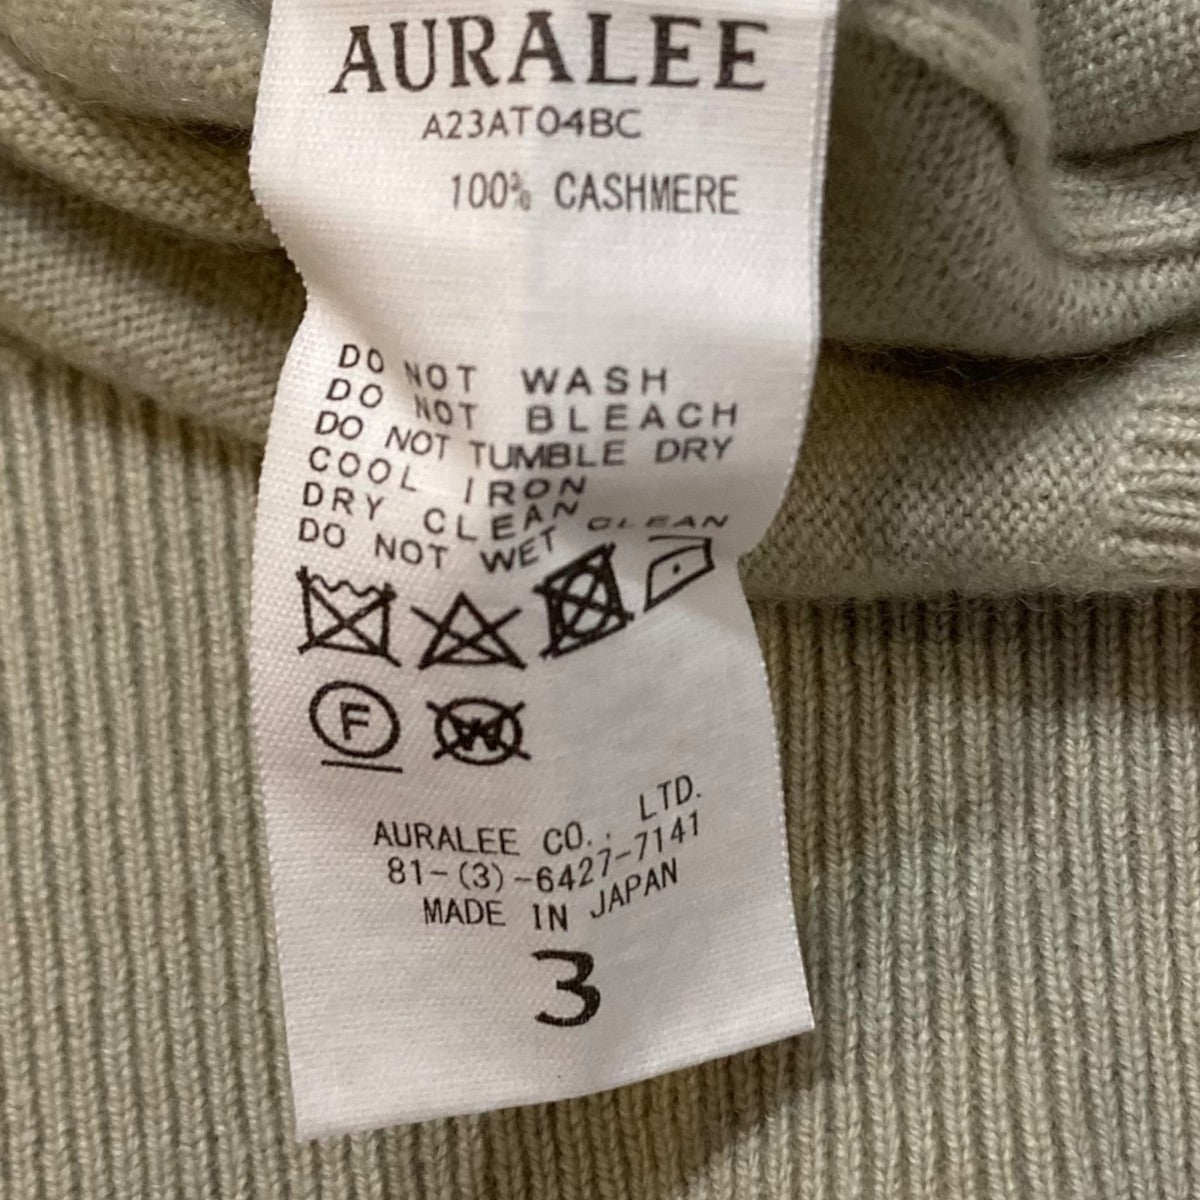 AURALEE
A23AT04BC
100% CASHMERE
DO NOT WASH
DO NOT BLEACH
DO NOT TUMBLE DRY
COOL IRON
DRY CLEAN
DO NOT WET CLEAN
F
W
AURALEE CO., LTD.
81-(3)-6427-7141
MADE IN JAPAN
3